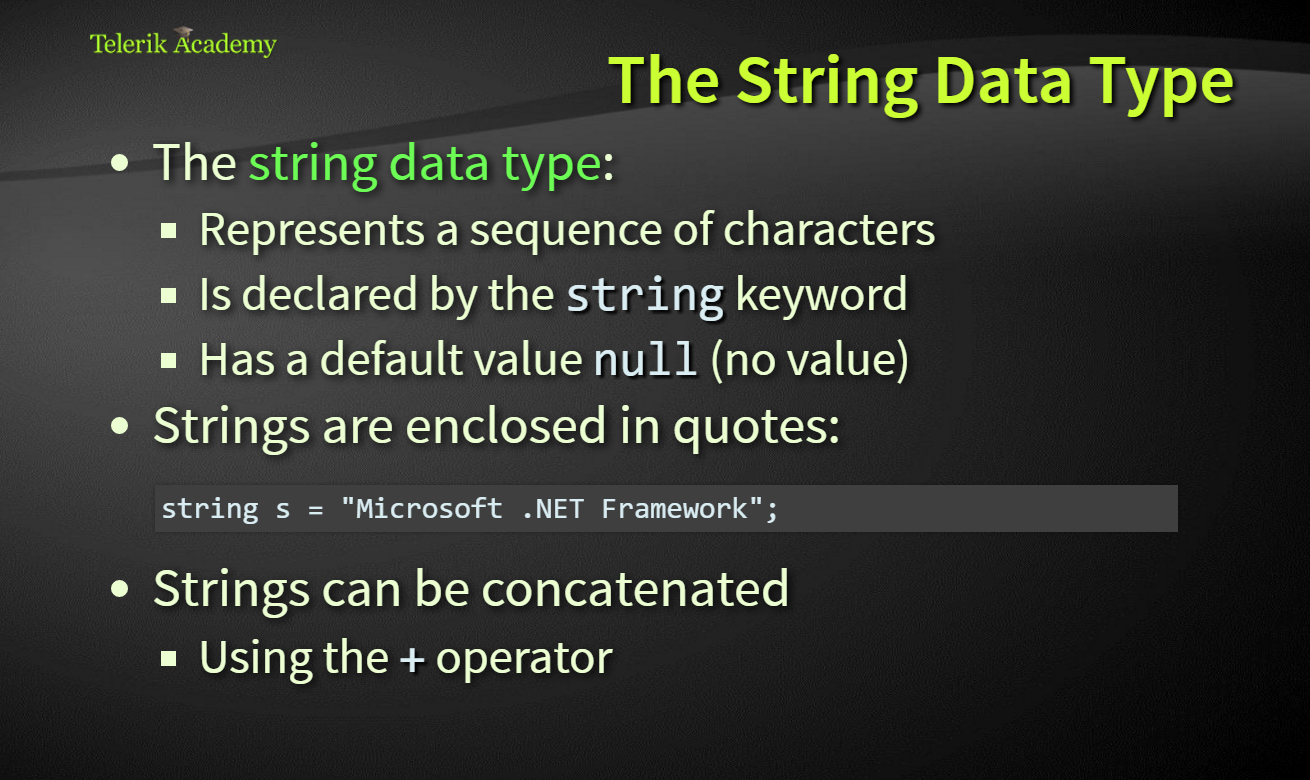 Telerik Academy
The String Data Type
• The string data type:
▪ Represents a sequence of characters
▪ Is declared by the string keyword
▪ Has a default value null (no value)
• Strings are enclosed in quotes:
string s = "Microsoft .NET Framework";
• Strings can be concatenated
▪ Using the + operator